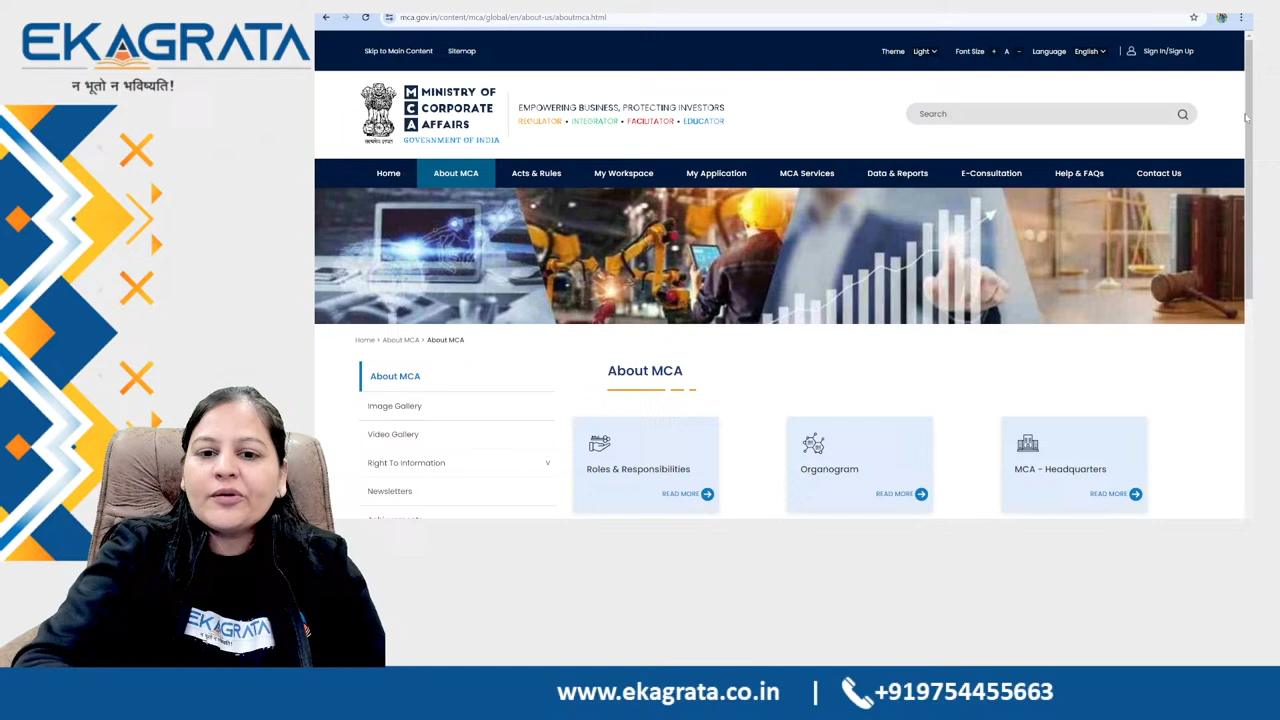 EKAGRATA
न भूतो न भविष्यति!
mca.gov.in/content/mca/global/en/about-us/aboutmca.html
Skip to Main Content Sitemap
Theme Light Font Size + A - Language English Sign In/Sign Up
MINISTRY OF
CORPORATE
AFFAIRS
GOVERNMENT OF INDIA
सत्यमेव जयते
EMPOWERING BUSINESS, PROTECTING INVESTORS
REGULATOR • INTEGRATOR • FACILITATOR • EDUCATOR
Search
Home About MCA Acts & Rules My Workspace My Application MCA Services Data & Reports E-Consultation Help & FAQs Contact Us
Home > About MCA > About MCA
About MCA
Image Gallery
Video Gallery
Right To Information
Newsletters
About MCA
Roles & Responsibilities
READ MORE
Organogram
READ MORE
MCA - Headquarters
READ MORE
EKAGRATA
न भूतो न भविष्यति!
www.ekagrata.co.in | +919754455663